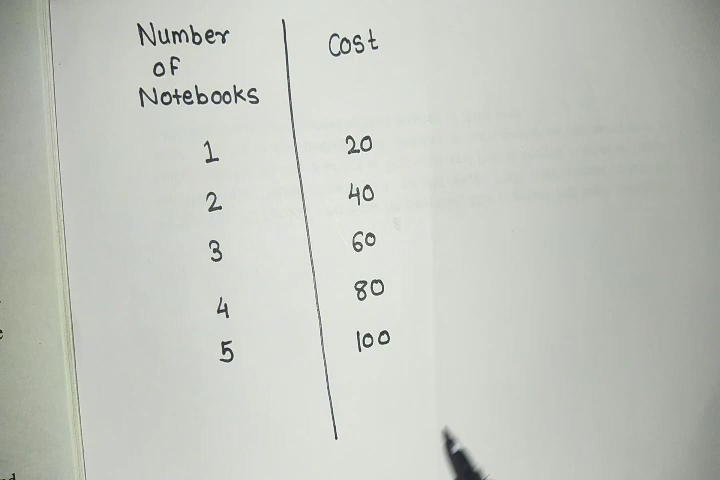 Number of Notebooks | Cost
1 | 20
2 | 40
3 | 60
4 | 80
5 | 100